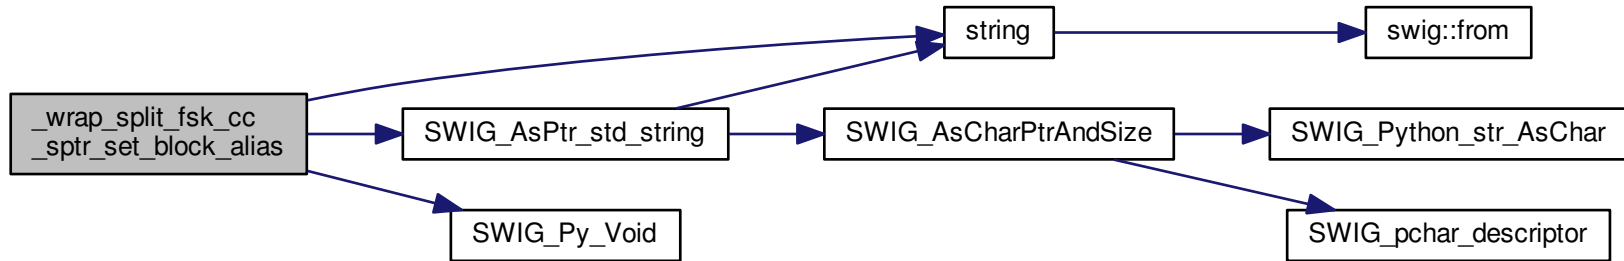 string
swig::from
_wrap_split_fsk_cc
_sptr_set_block_alias
SWIG_AsPtr_std_string
SWIG_AsCharPtrAndSize
SWIG_Python_str_AsChar
SWIG_Py_Void
SWIG_pchar_descriptor